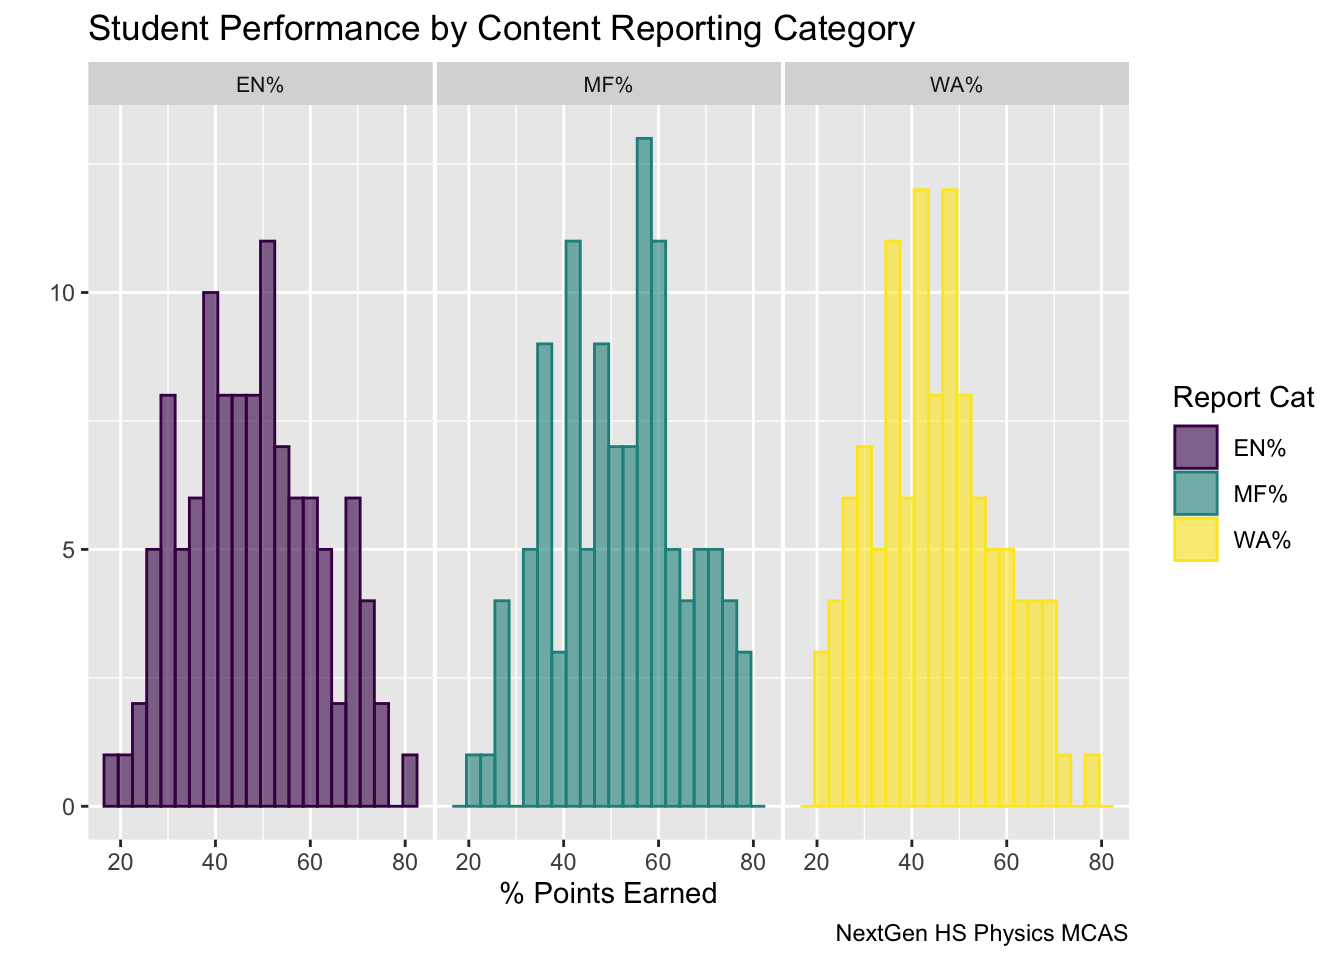 Student Performance by Content Reporting Category
EN% MF% WA%
10
5
0
20 40 60 80 20 40 60 80 20 40 60 80
% Points Earned
Report Cat
EN%
MF%
WA%
NextGen HS Physics MCAS